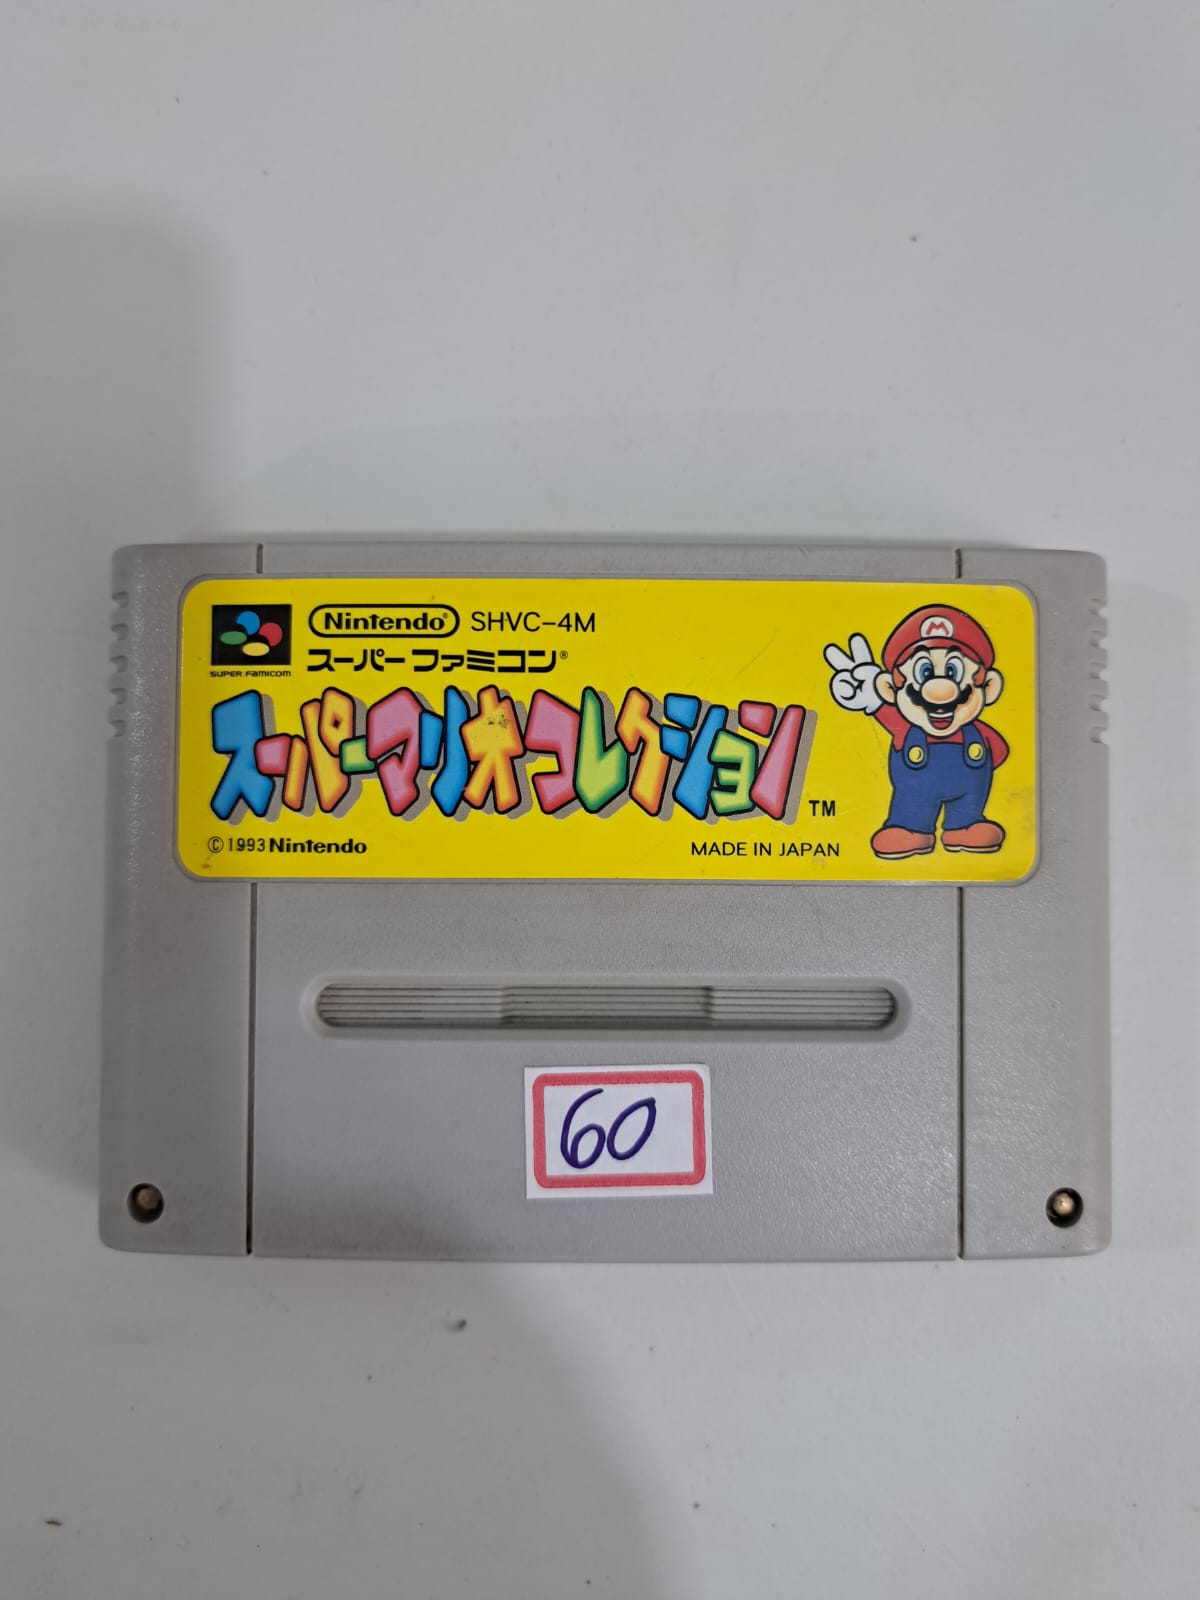 Nintendo® SHVC-4M
SUPER FAMICOM
スーパーファミコン®
スーパーマリオコレクション TM
M
©1993 Nintendo
MADE IN JAPAN
60